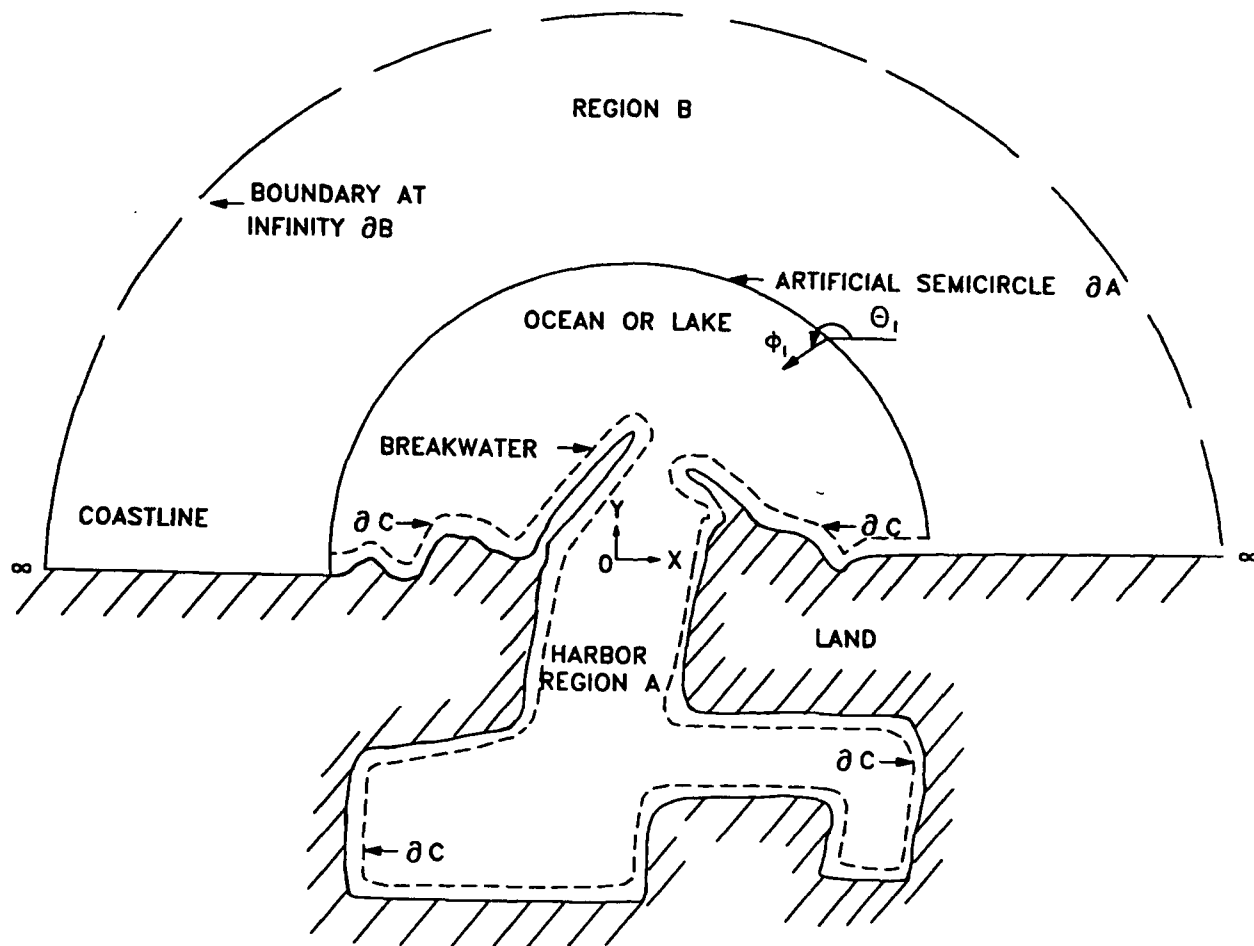 REGION B
BOUNDARY AT
INFINITY ∂B
ARTIFICIAL SEMICIRCLE ∂A
OCEAN OR LAKE
Θ₁
Φ₁
BREAKWATER
COASTLINE
∂C
Y
∂C
∞
O
X
∞
LAND
HARBOR
REGION A
∂C
∂C